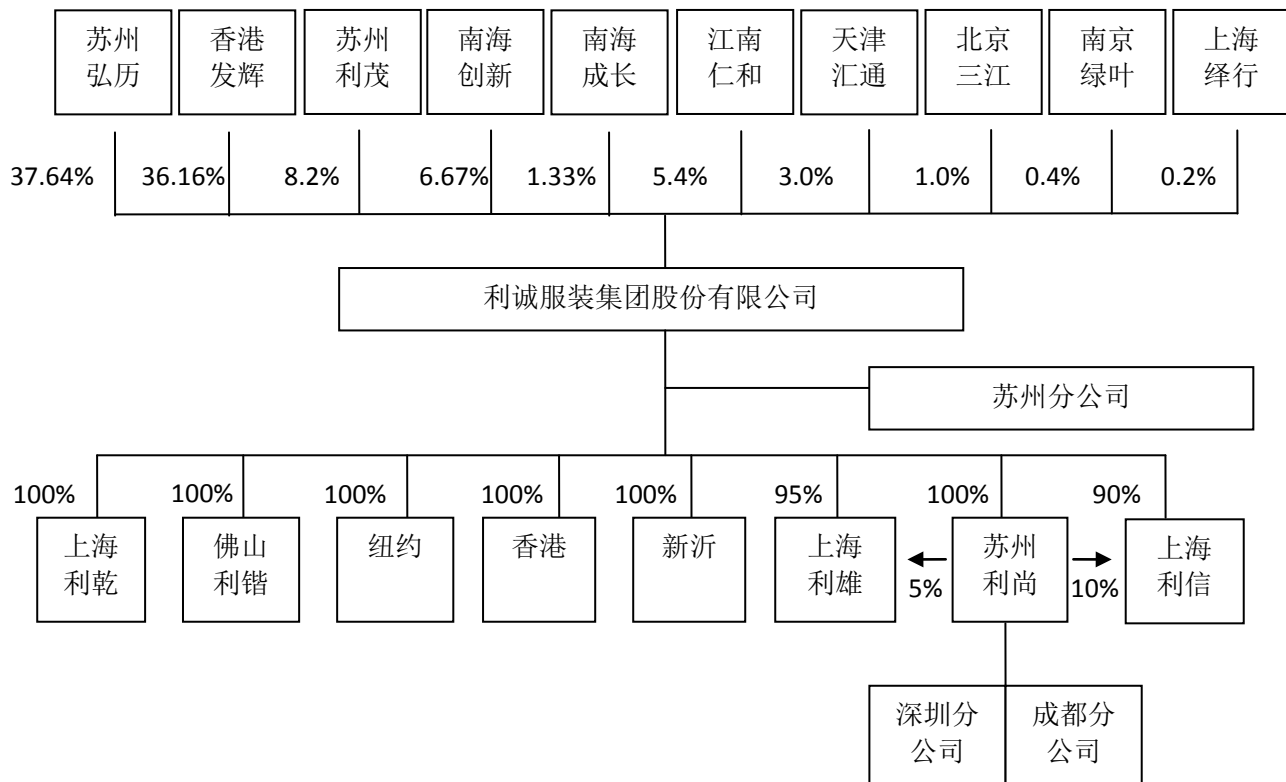 苏州 香港 苏州 南海 南海 江南 天津 北京 南京 上海
弘历 发辉 利茂 创新 成长 仁和 汇通 三江 绿叶 绎行
37.64% 36.16% 8.2% 6.67% 1.33% 5.4% 3.0% 1.0% 0.4% 0.2%
利诚服装集团股份有限公司
苏州分公司
100% 100% 100% 100% 100% 95% 100% 90%
上海 佛山 纽约 香港 新沂 上海 苏州 上海
利乾 利锴 利雄 利尚 利信
5% 10%
深圳分 成都分
公司 公司